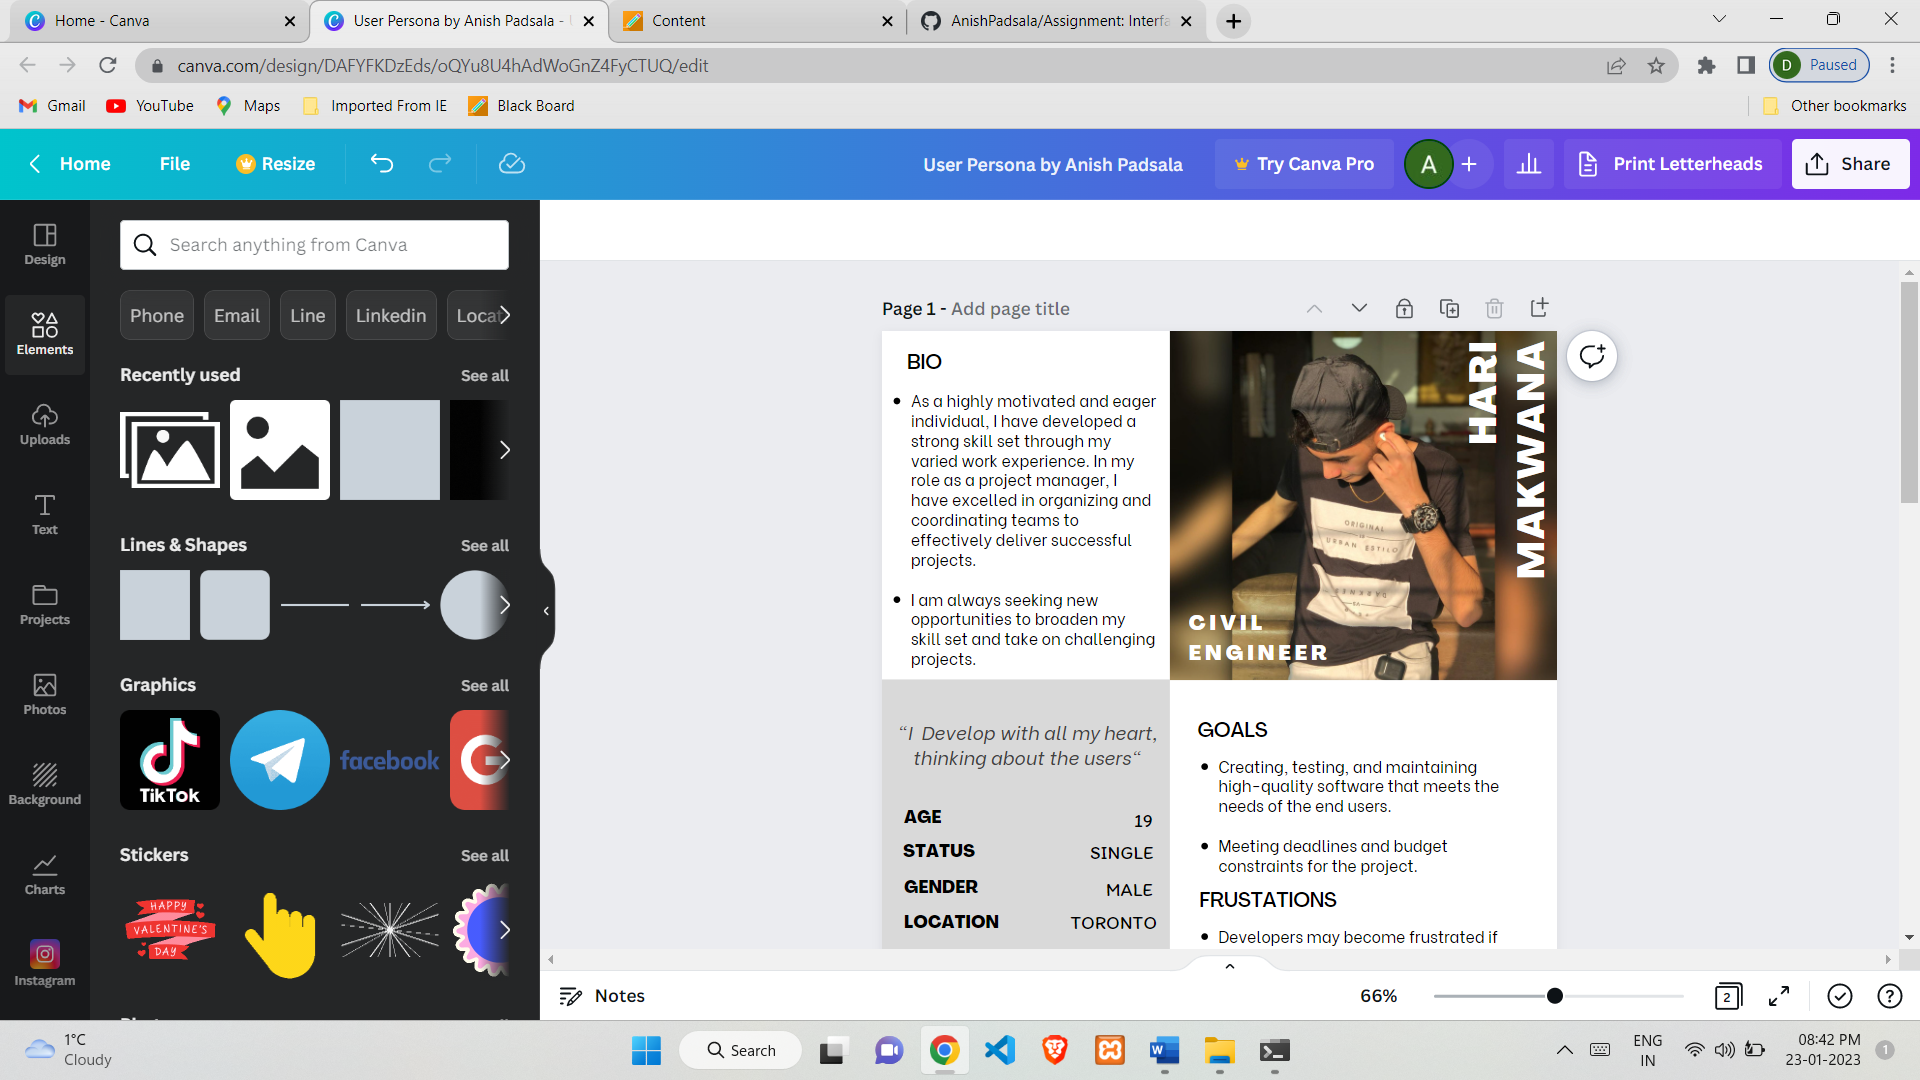 Home - Canva
User Persona by Anish Padsala -
Content
AnishPadsala/Assignment: Interfa
canva.com/design/DAFYFKDzEds/oQYu8U4hAdWoGnZ4FyCTUQ/edit
D Paused
Gmail
YouTube
Maps
Imported From IE
Black Board
Other bookmarks
Home
File
Resize
User Persona by Anish Padsala
Try Canva Pro
A
Print Letterheads
Share
Design
Elements
Uploads
Text
Projects
Photos
Background
Charts
Instagram
Search anything from Canva
Phone
Email
Line
Linkedin
Locat
Recently used
See all
Lines & Shapes
See all
Graphics
See all
TikTok
facebook
G
Stickers
See all
HAPPY
VALENTINE'S
DAY
Page 1 - Add page title
BIO
As a highly motivated and eager
individual, I have developed a
strong skill set through my
varied work experience. In my
role as a project manager, I
have excelled in organizing and
coordinating teams to
effectively deliver successful
projects.
I am always seeking new
opportunities to broaden my
skill set and take on challenging
projects.
HARI
MAKWANA
ORIGINAL
URBAN ESTILO
CIVIL
ENGINEER
“I Develop with all my heart,
thinking about the users“
AGE 19
STATUS SINGLE
GENDER MALE
LOCATION TORONTO
GOALS
Creating, testing, and maintaining
high-quality software that meets the
needs of the end users.
Meeting deadlines and budget
constraints for the project.
FRUSTATIONS
Developers may become frustrated if
Notes
66%
2
1°C
Cloudy
Search
ENG
IN
08:42 PM
23-01-2023
1